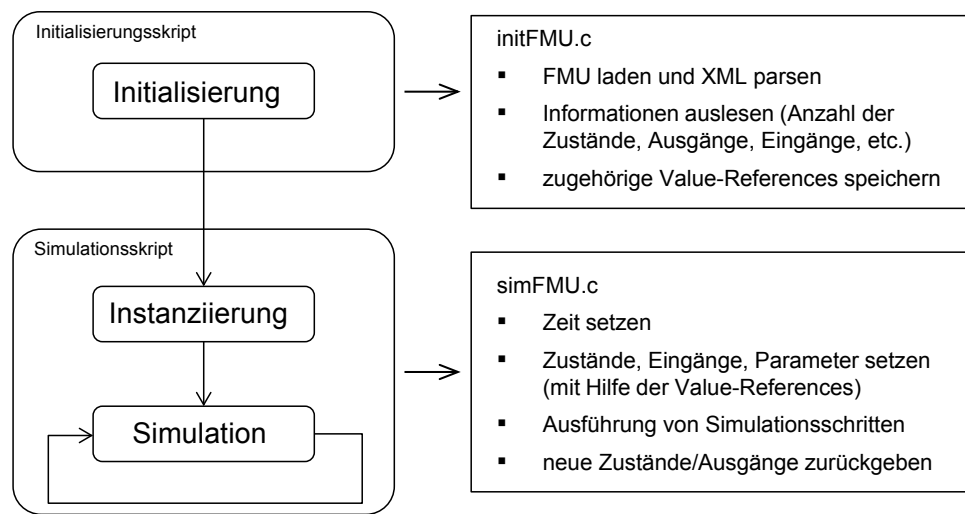 Initialisierungsskript
Initialisierung
initFMU.c
▪ FMU laden und XML parsen
▪ Informationen auslesen (Anzahl der
Zustände, Ausgänge, Eingänge, etc.)
▪ zugehörige Value-References speichern
Simulationsskript
Instanziierung
Simulation
simFMU.c
▪ Zeit setzen
▪ Zustände, Eingänge, Parameter setzen
(mit Hilfe der Value-References)
▪ Ausführung von Simulationsschritten
▪ neue Zustände/Ausgänge zurückgeben